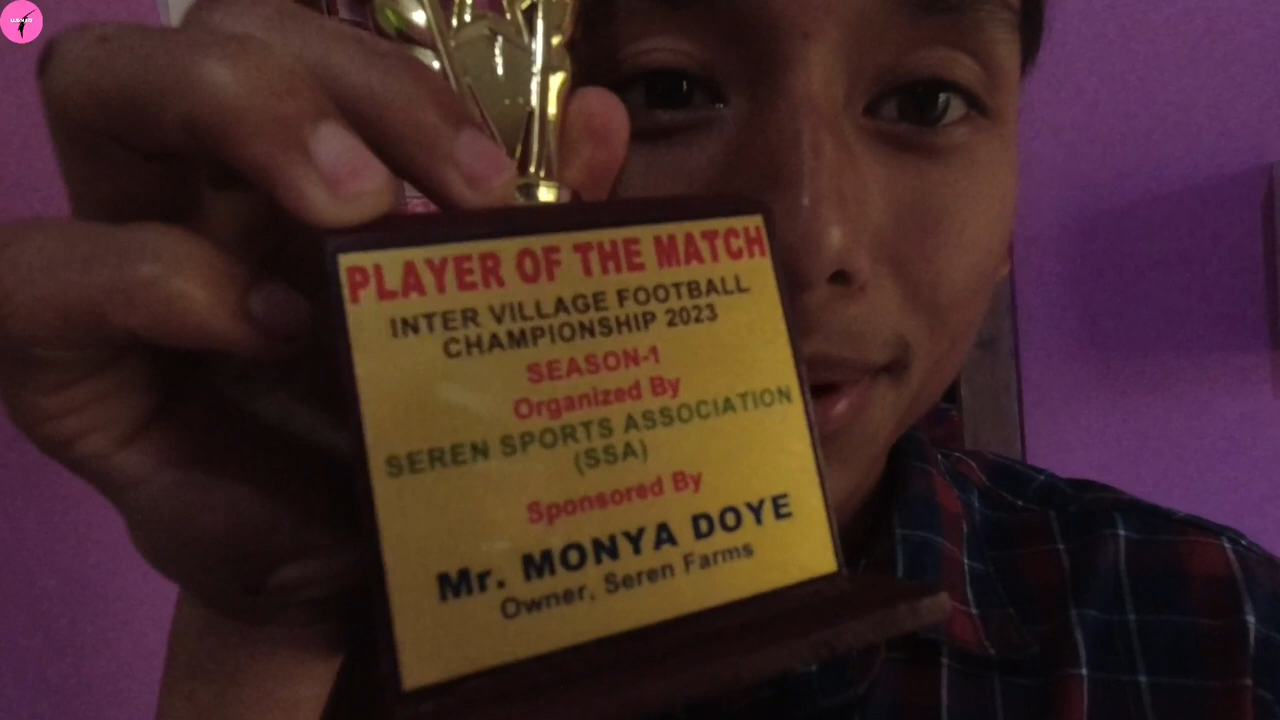 PLAYER OF THE MATCH
INTER VILLAGE FOOTBALL
CHAMPIONSHIP 2023
SEASON-1
Organized By
SEREN SPORTS ASSOCIATION
(SSA)
Sponsored By
Mr. MONYA DOYE
Owner, Seren Farms